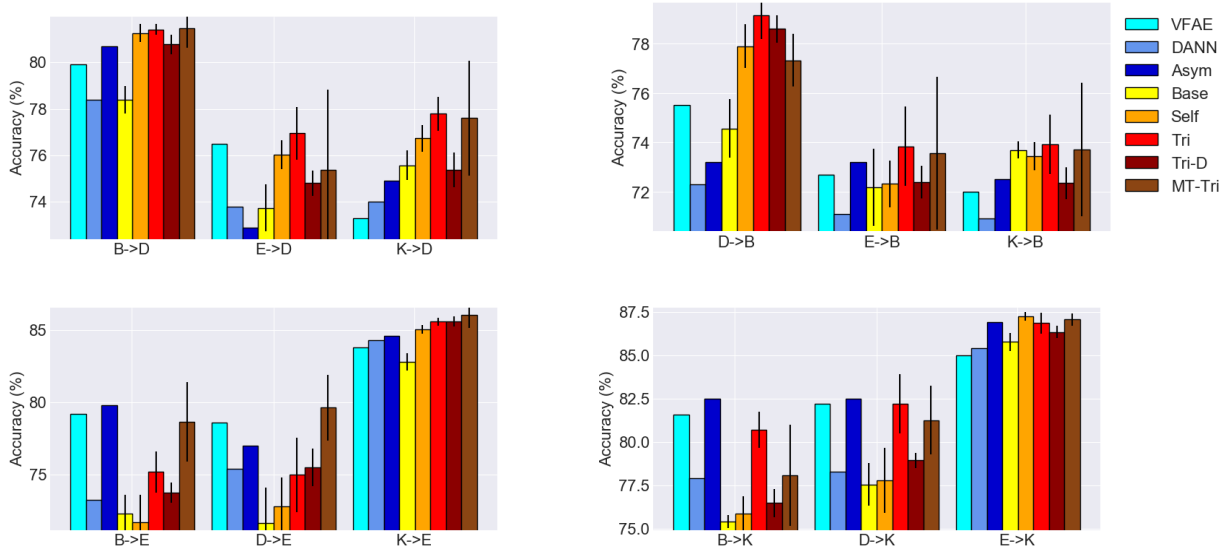 Accuracy (%)
80
78
76
74
B->D
E->D
K->D
Accuracy (%)
78
76
74
72
D->B
E->B
K->B
VFAE
DANN
Asym
Base
Self
Tri
Tri-D
MT-Tri
Accuracy (%)
85
80
75
B->E
D->E
K->E
Accuracy (%)
87.5
85.0
82.5
80.0
77.5
75.0
B->K
D->K
E->K